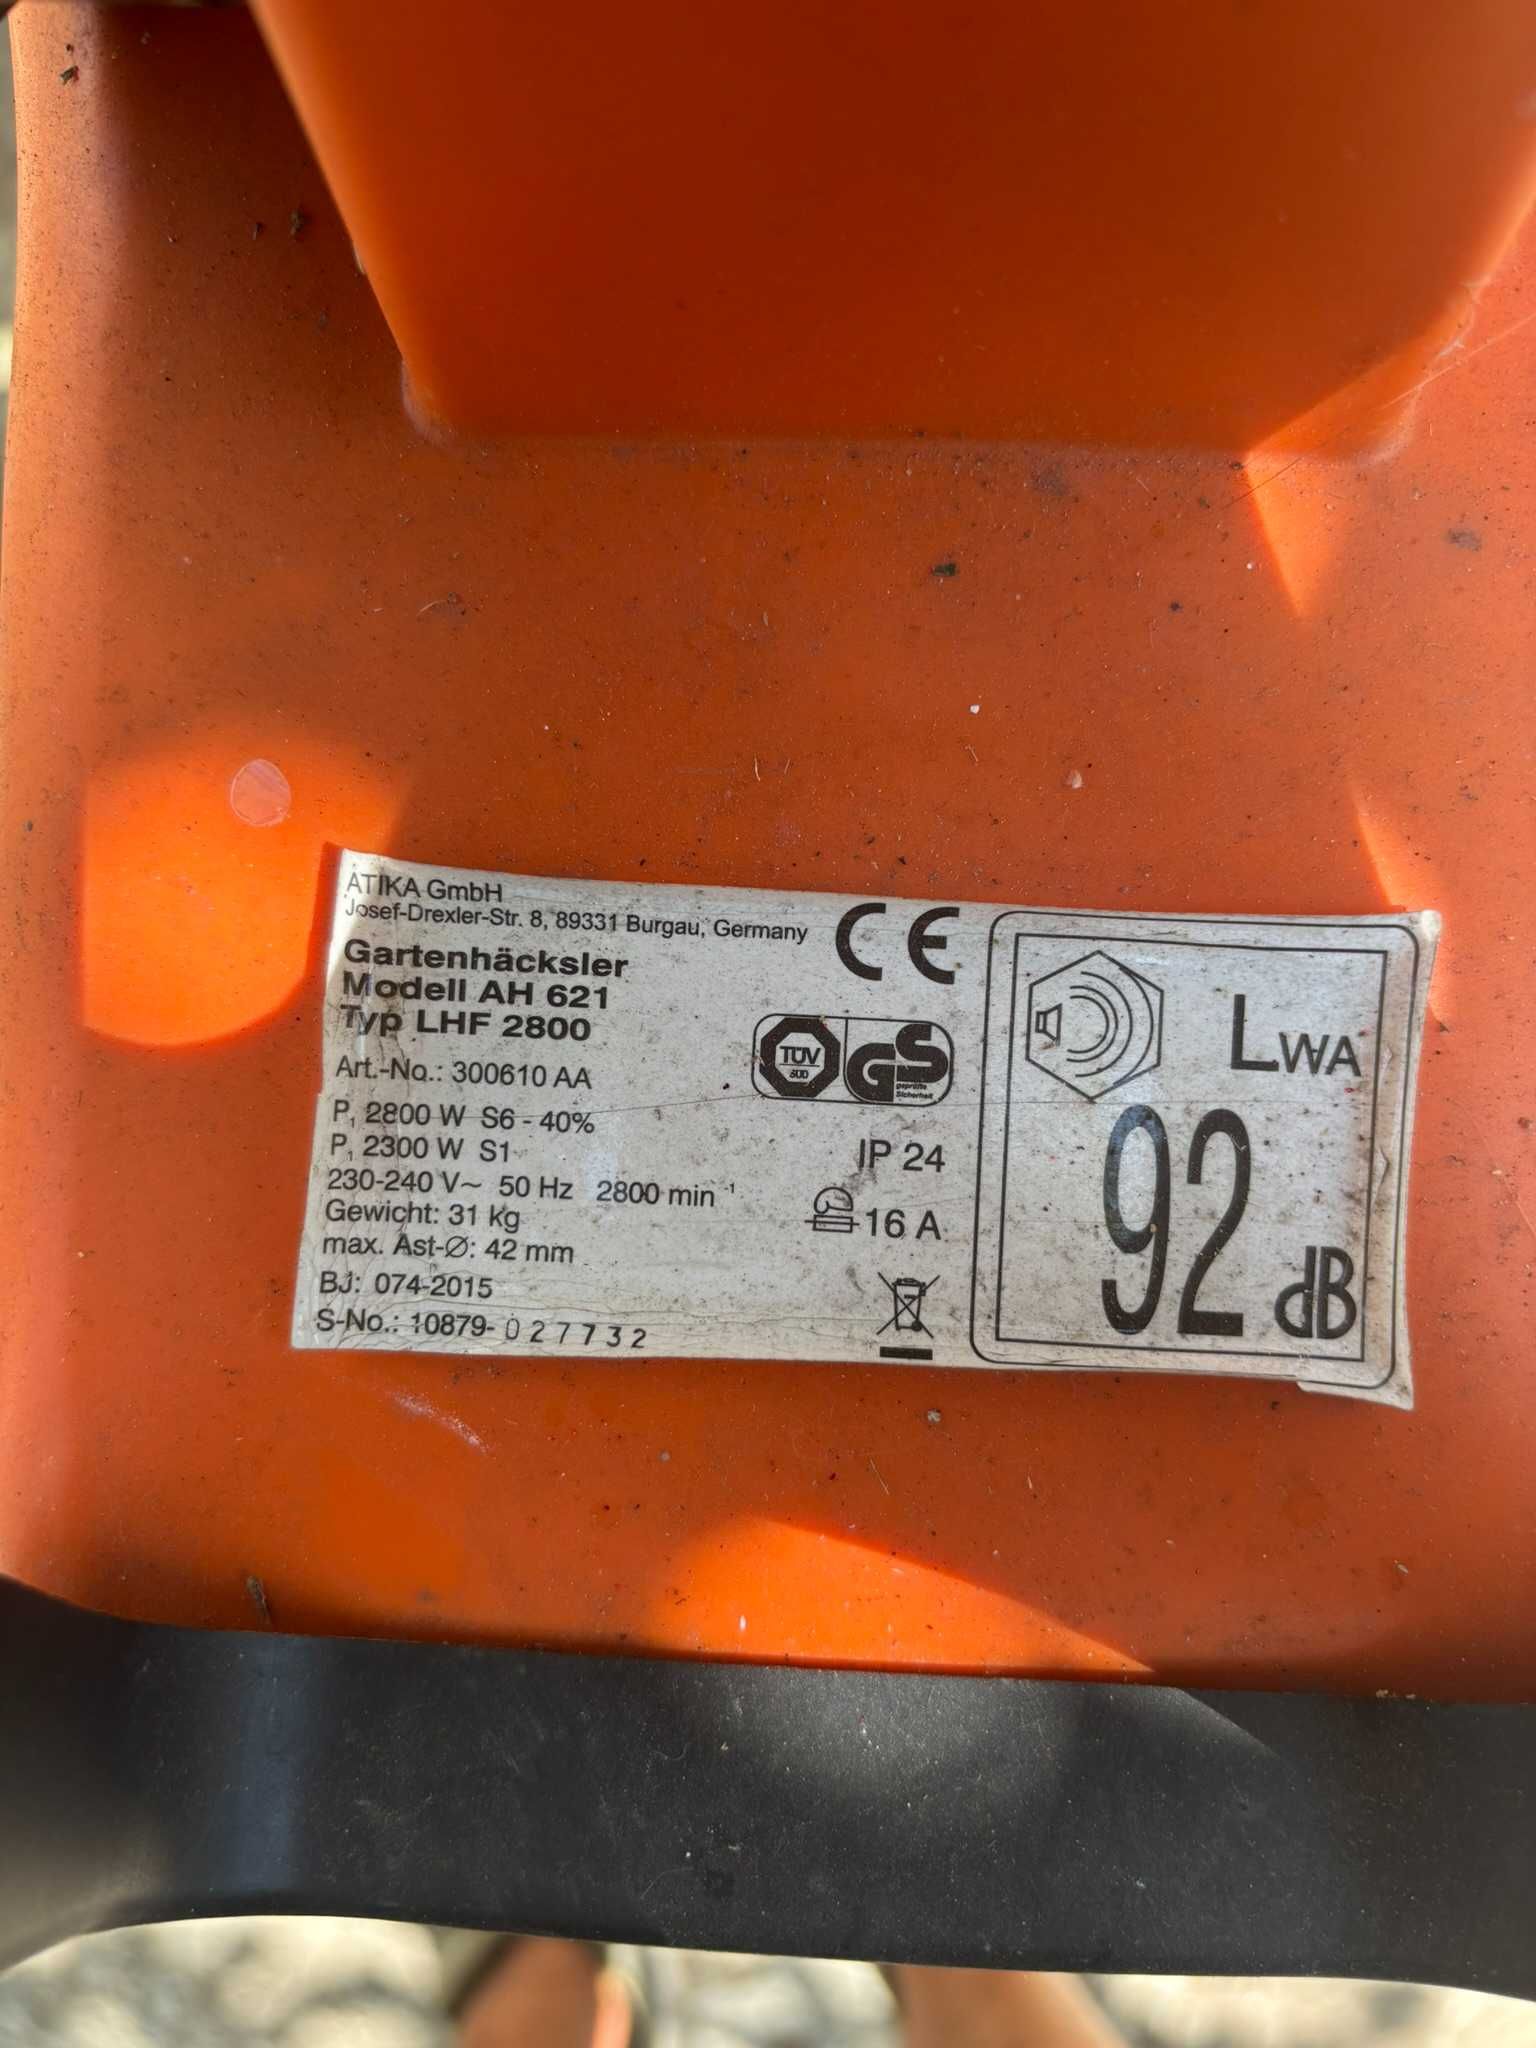 ATIKA GmbH
Josef-Drexler-Str. 8, 89331 Burgau, Germany
Gartenhäcksler
Modell AH 621
Typ LHF 2800
Art.-No.: 300610 AA
P₁ 2800 W S6 - 40%
P₁ 2300 W S1
230-240 V~ 50 Hz 2800 min⁻¹
Gewicht: 31 kg
max. Ast-Ø: 42 mm
BJ: 074-2015
S-No.: 10879-027732
CE
TÜV
GS
geprüfte
Sicherheit
IP 24
16 A
LWA
92
dB